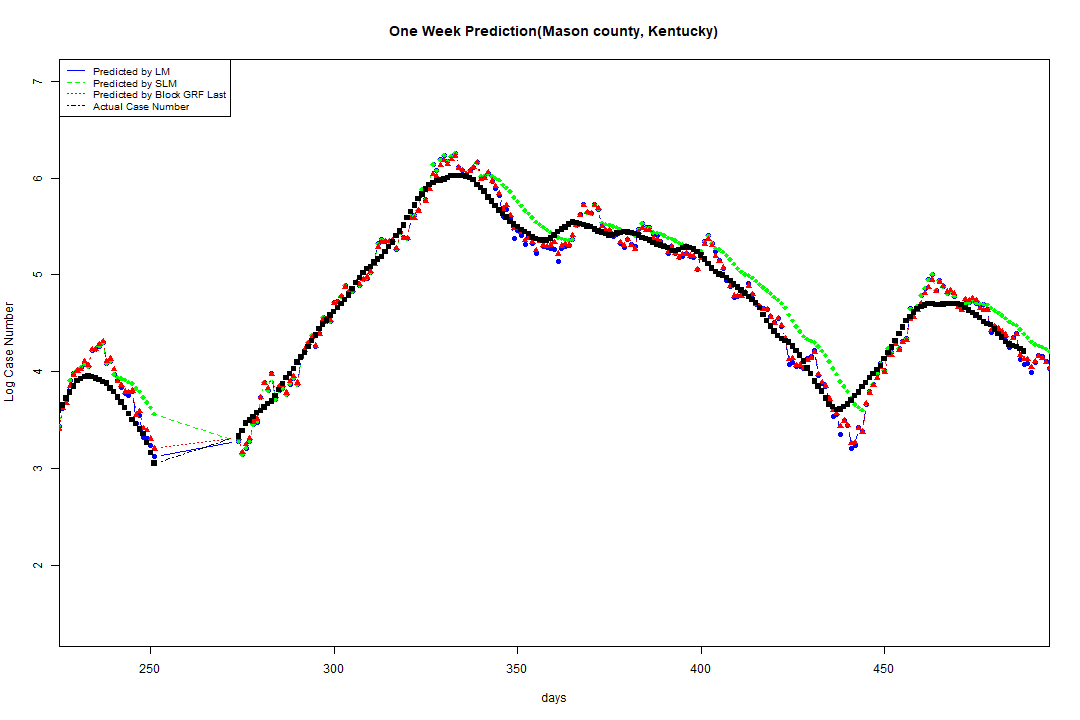 One Week Prediction(Mason county, Kentucky)
Predicted by LM
Predicted by SLM
Predicted by Block GRF Last
Actual Case Number
7
6
5
4
3
2
Log Case Number
250 300 350 400 450
days